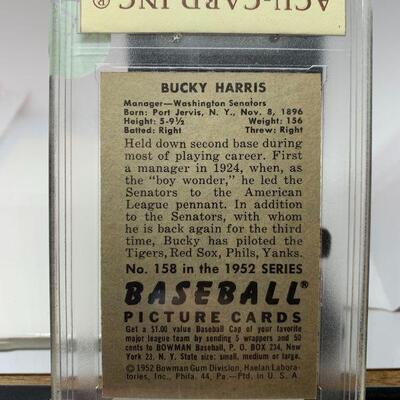 ACU-CARD INC®
BUCKY HARRIS
Manager—Washington Senators
Born: Port Jervis, N. Y., Nov. 8, 1896
Height: 5-9½ Weight: 156
Batted: Right Threw: Right
Held down second base during
most of playing career. First
a manager in 1924, when, as
the "boy wonder," he led the
Senators to the American
League pennant. In addition
to the Senators, with whom
he is back again for the third
time, Bucky has piloted the
Tigers, Red Sox, Phils, Yanks.
No. 158 in the 1952 SERIES
BASEBALL®
PICTURE CARDS
Get a $1.00 value Baseball Cap of your favorite
major league team by sending 5 wrappers and 50
cents to BOWMAN Baseball, P. O. BOX 234, New
York 23, N. Y. State size: small, medium or large.
©1952 Bowman Gum Division, Haelan Labora-
tories, Inc., Phila. 44, Pa.—Ptd. in U. S. A.